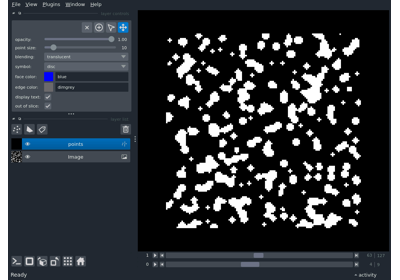 File View Plugins Window Help
opacity: 1.00
point size: 10
blending: translucent
symbol: disc
face color: blue
edge color: dimgrey
display text:
out of slice:
points
Image
1
0
Ready
activity